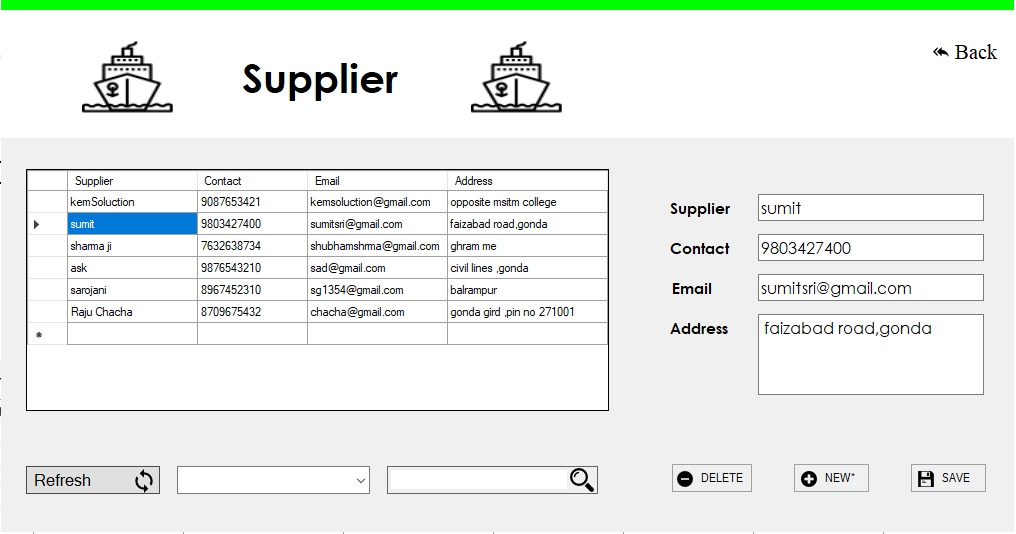 Supplier
Back
Supplier Contact Email Address
kemSoluction 9087653421 kemsoluction@gmail.com opposite msitm college
sumit 9803427400 sumitsri@gmail.com faizabad road,gonda
sharma ji 7632638734 shubhamshrma@gmail.com ghram me
ask 9876543210 sad@gmail.com civil lines ,gonda
sarojani 8967452310 sg1354@gmail.com balrampur
Raju Chacha 8709675432 chacha@gmail.com gonda gird ,pin no 271001
*
Supplier sumit
Contact 9803427400
Email sumitsri@gmail.com
Address faizabad road,gonda
Refresh
DELETE NEW* SAVE